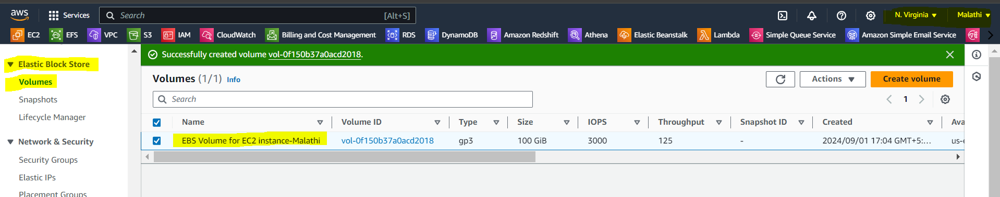 aws Services Search [Alt+S] N. Virginia Malathi
EC2 EFS VPC S3 IAM CloudWatch Billing and Cost Management RDS DynamoDB Amazon Redshift Athena Elastic Beanstalk Lambda Simple Queue Service Amazon Simple Email Service
Elastic Block Store
Volumes
Snapshots
Lifecycle Manager
Network & Security
Security Groups
Elastic IPs
Placement Groups
Successfully created volume vol-0f150b37a0acd2018.
Volumes (1/1) Info Actions Create volume
Search 1
Name Volume ID Type Size IOPS Throughput Snapshot ID Created Ava
EBS Volume for EC2 instance-Malathi vol-0f150b37a0acd2018 gp3 100 GiB 3000 125 - 2024/09/01 17:04 GMT+5:... us-e